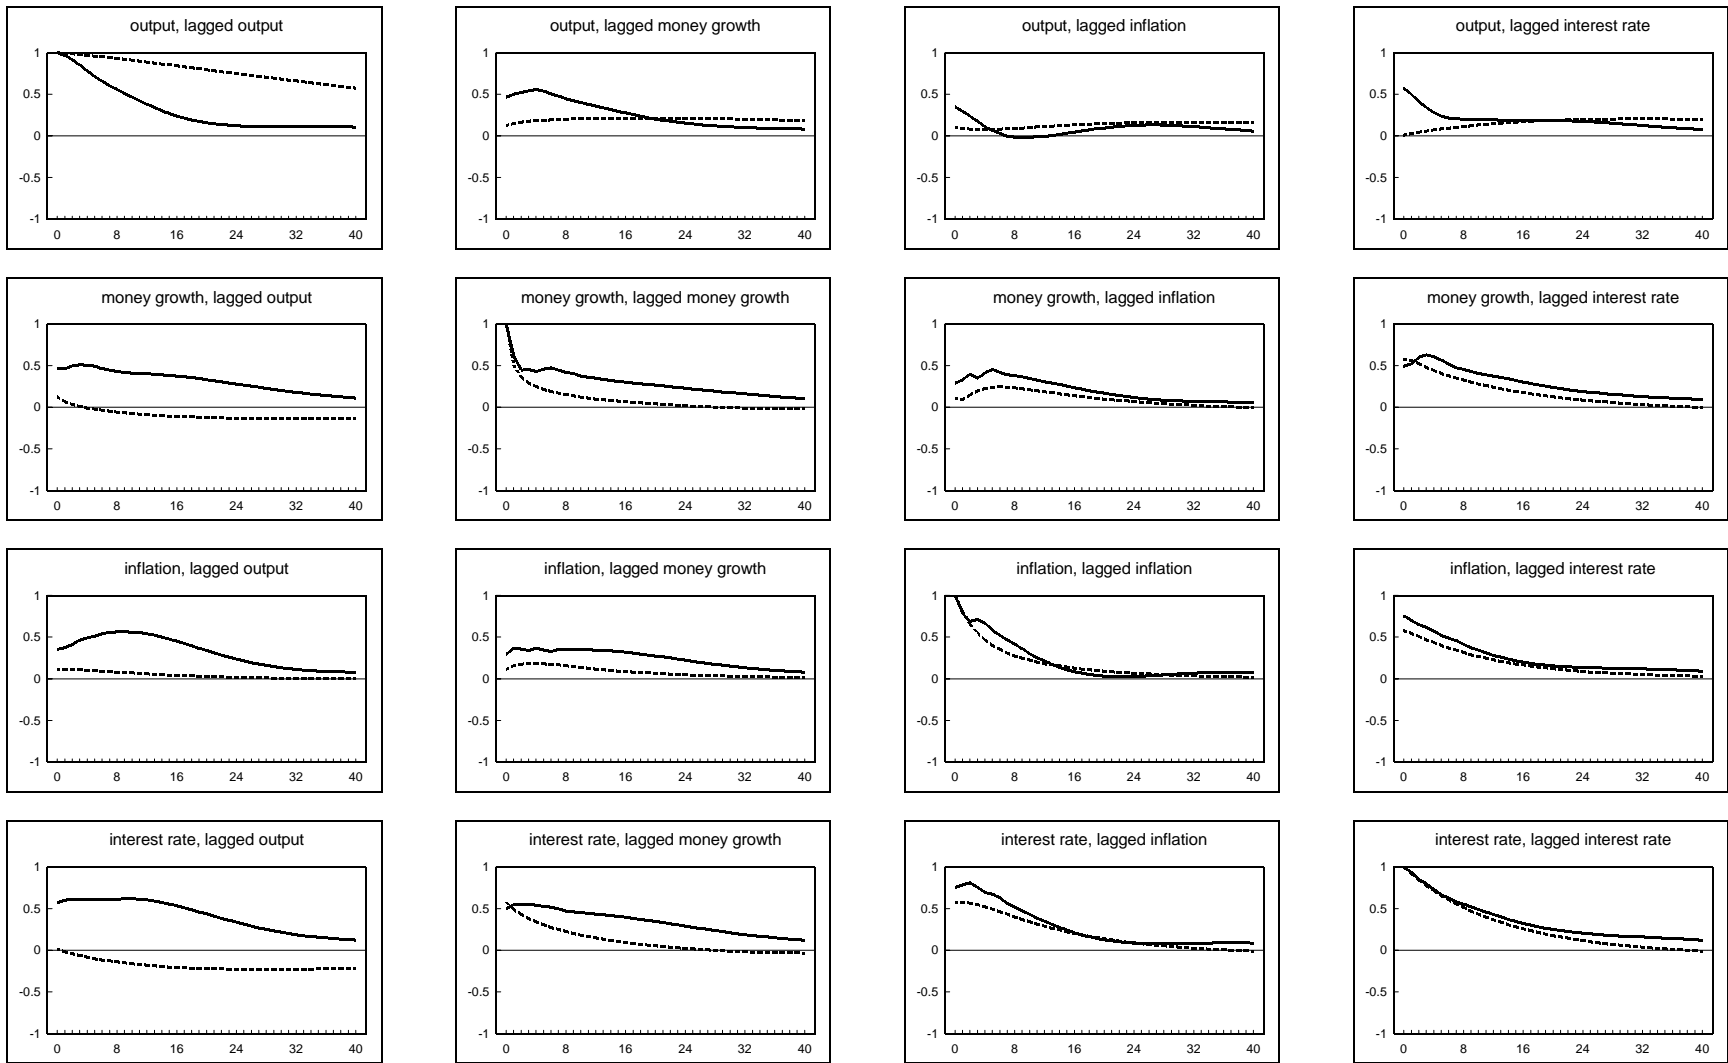 output, lagged output
1
0.5
0
-0.5
-1
0 8 16 24 32 40
output, lagged money growth
1
0.5
0
-0.5
-1
0 8 16 24 32 40
output, lagged inflation
1
0.5
0
-0.5
-1
0 8 16 24 32 40
output, lagged interest rate
1
0.5
0
-0.5
-1
0 8 16 24 32 40
money growth, lagged output
1
0.5
0
-0.5
-1
0 8 16 24 32 40
money growth, lagged money growth
1
0.5
0
-0.5
-1
0 8 16 24 32 40
money growth, lagged inflation
1
0.5
0
-0.5
-1
0 8 16 24 32 40
money growth, lagged interest rate
1
0.5
0
-0.5
-1
0 8 16 24 32 40
inflation, lagged output
1
0.5
0
-0.5
-1
0 8 16 24 32 40
inflation, lagged money growth
1
0.5
0
-0.5
-1
0 8 16 24 32 40
inflation, lagged inflation
1
0.5
0
-0.5
-1
0 8 16 24 32 40
inflation, lagged interest rate
1
0.5
0
-0.5
-1
0 8 16 24 32 40
interest rate, lagged output
1
0.5
0
-0.5
-1
0 8 16 24 32 40
interest rate, lagged money growth
1
0.5
0
-0.5
-1
0 8 16 24 32 40
interest rate, lagged inflation
1
0.5
0
-0.5
-1
0 8 16 24 32 40
interest rate, lagged interest rate
1
0.5
0
-0.5
-1
0 8 16 24 32 40